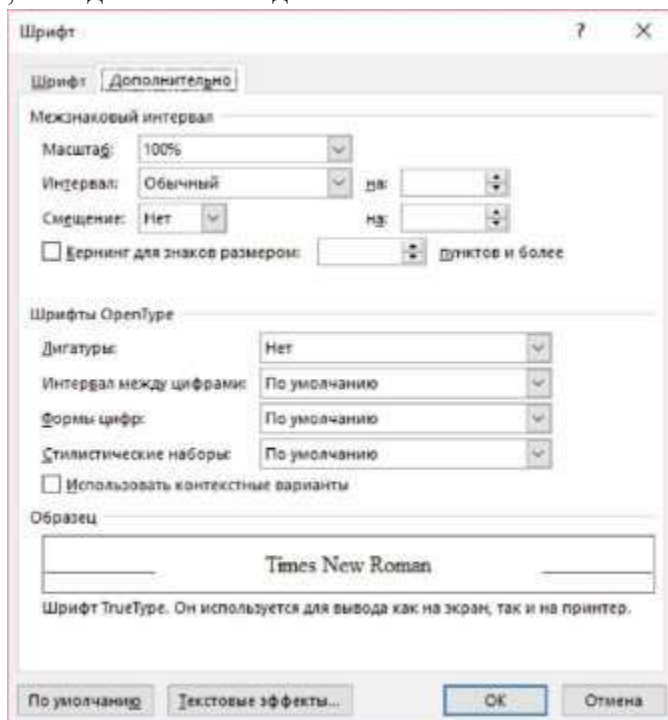 Шрифт ? ×
Шрифт Дополнительно
Межзнаковый интервал
Масштаб: 100%
Интервал: Обычный на:
Смещение: Нет на:
Кернинг для знаков размером: пунктов и более
Шрифты OpenType
Лигатуры: Нет
Интервал между цифрами: По умолчанию
Формы цифр: По умолчанию
Стилистические наборы: По умолчанию
Использовать контекстные варианты
Образец
Times New Roman
Шрифт TrueType. Он используется для вывода как на экран, так и на принтер.
По умолчанию Текстовые эффекты... ОК Отмена